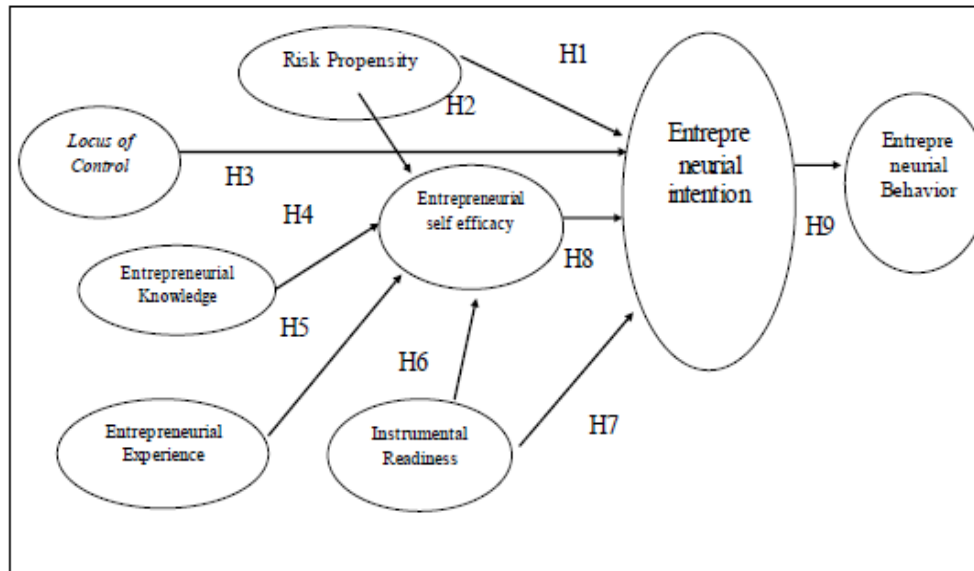 Risk Propensity
H1
H2
Locus of
Control
H3
Entrepre
neurial
intention
Entrepre
neurial
Behavior
Entrepreneurial
self efficacy
H4
H8
H9
Entrepreneurial
Knowledge
H5
H6
H7
Entrepreneurial
Experience
Instrumental
Readiness